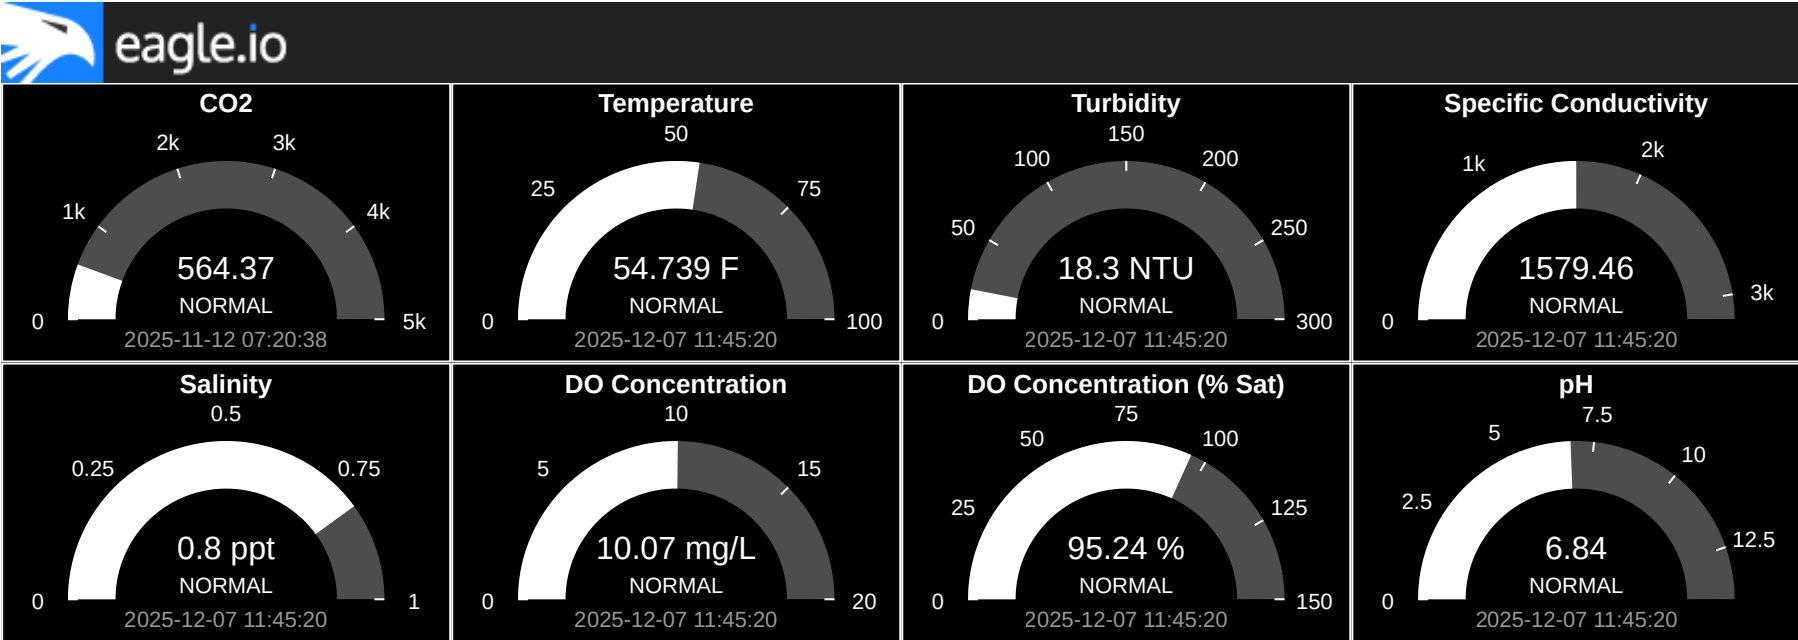 eagle.io
CO2
0
1k
2k
3k
4k
5k
564.37
NORMAL
2025-11-12 07:20:38
Temperature
0
25
50
75
100
54.739 F
NORMAL
2025-12-07 11:45:20
Turbidity
0
50
100
150
200
250
300
18.3 NTU
NORMAL
2025-12-07 11:45:20
Specific Conductivity
0
1k
2k
3k
1579.46
NORMAL
2025-12-07 11:45:20
Salinity
0
0.25
0.5
0.75
1
0.8 ppt
NORMAL
2025-12-07 11:45:20
DO Concentration
0
5
10
15
20
10.07 mg/L
NORMAL
2025-12-07 11:45:20
DO Concentration (% Sat)
0
25
50
75
100
125
150
95.24 %
NORMAL
2025-12-07 11:45:20
pH
0
2.5
5
7.5
10
12.5
6.84
NORMAL
2025-12-07 11:45:20